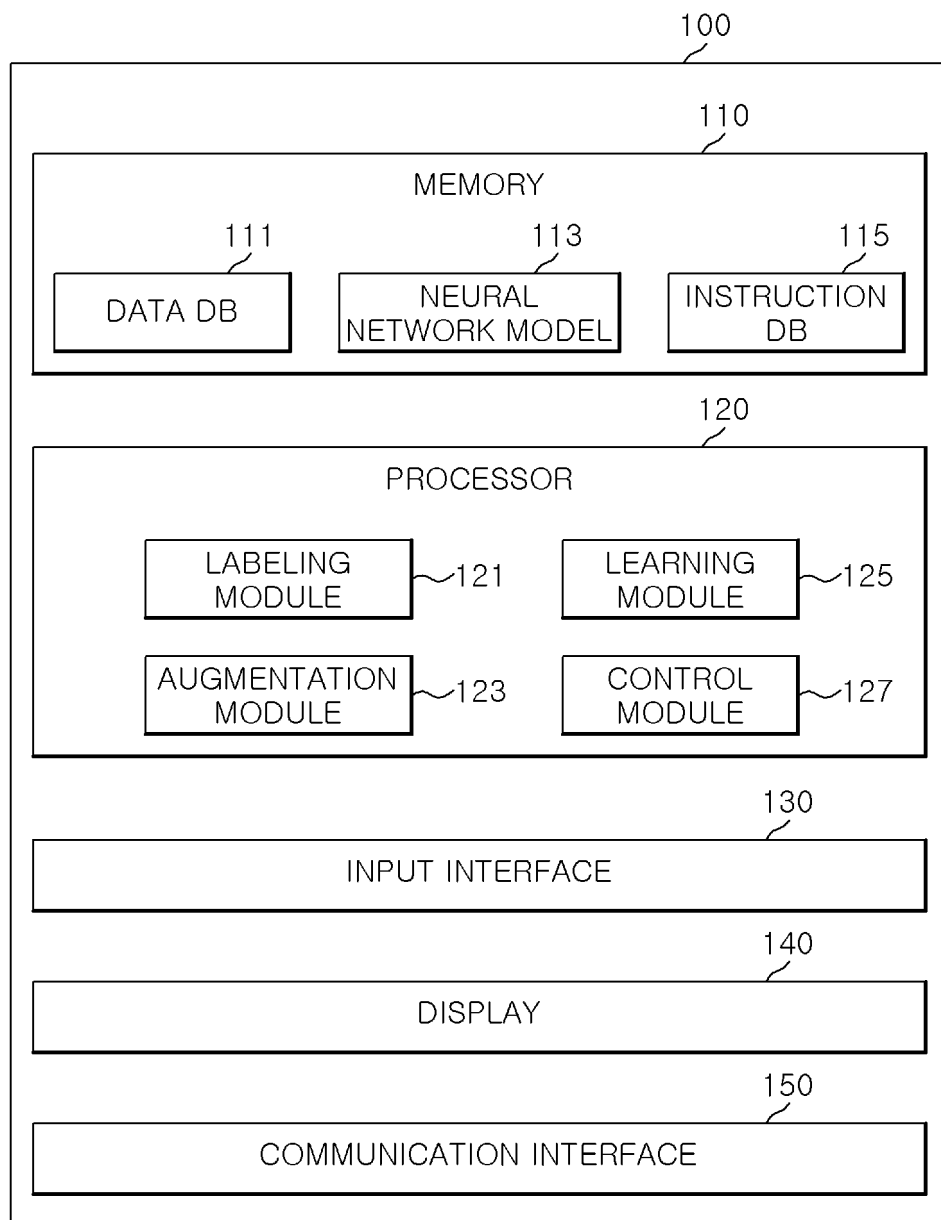 100
110
MEMORY
111
113
115
DATA DB
NEURAL
NETWORK MODEL
INSTRUCTION
DB
120
PROCESSOR
LABELING
MODULE
121
LEARNING
MODULE
125
AUGMENTATION
MODULE
123
CONTROL
MODULE
127
130
INPUT INTERFACE
140
DISPLAY
150
COMMUNICATION INTERFACE